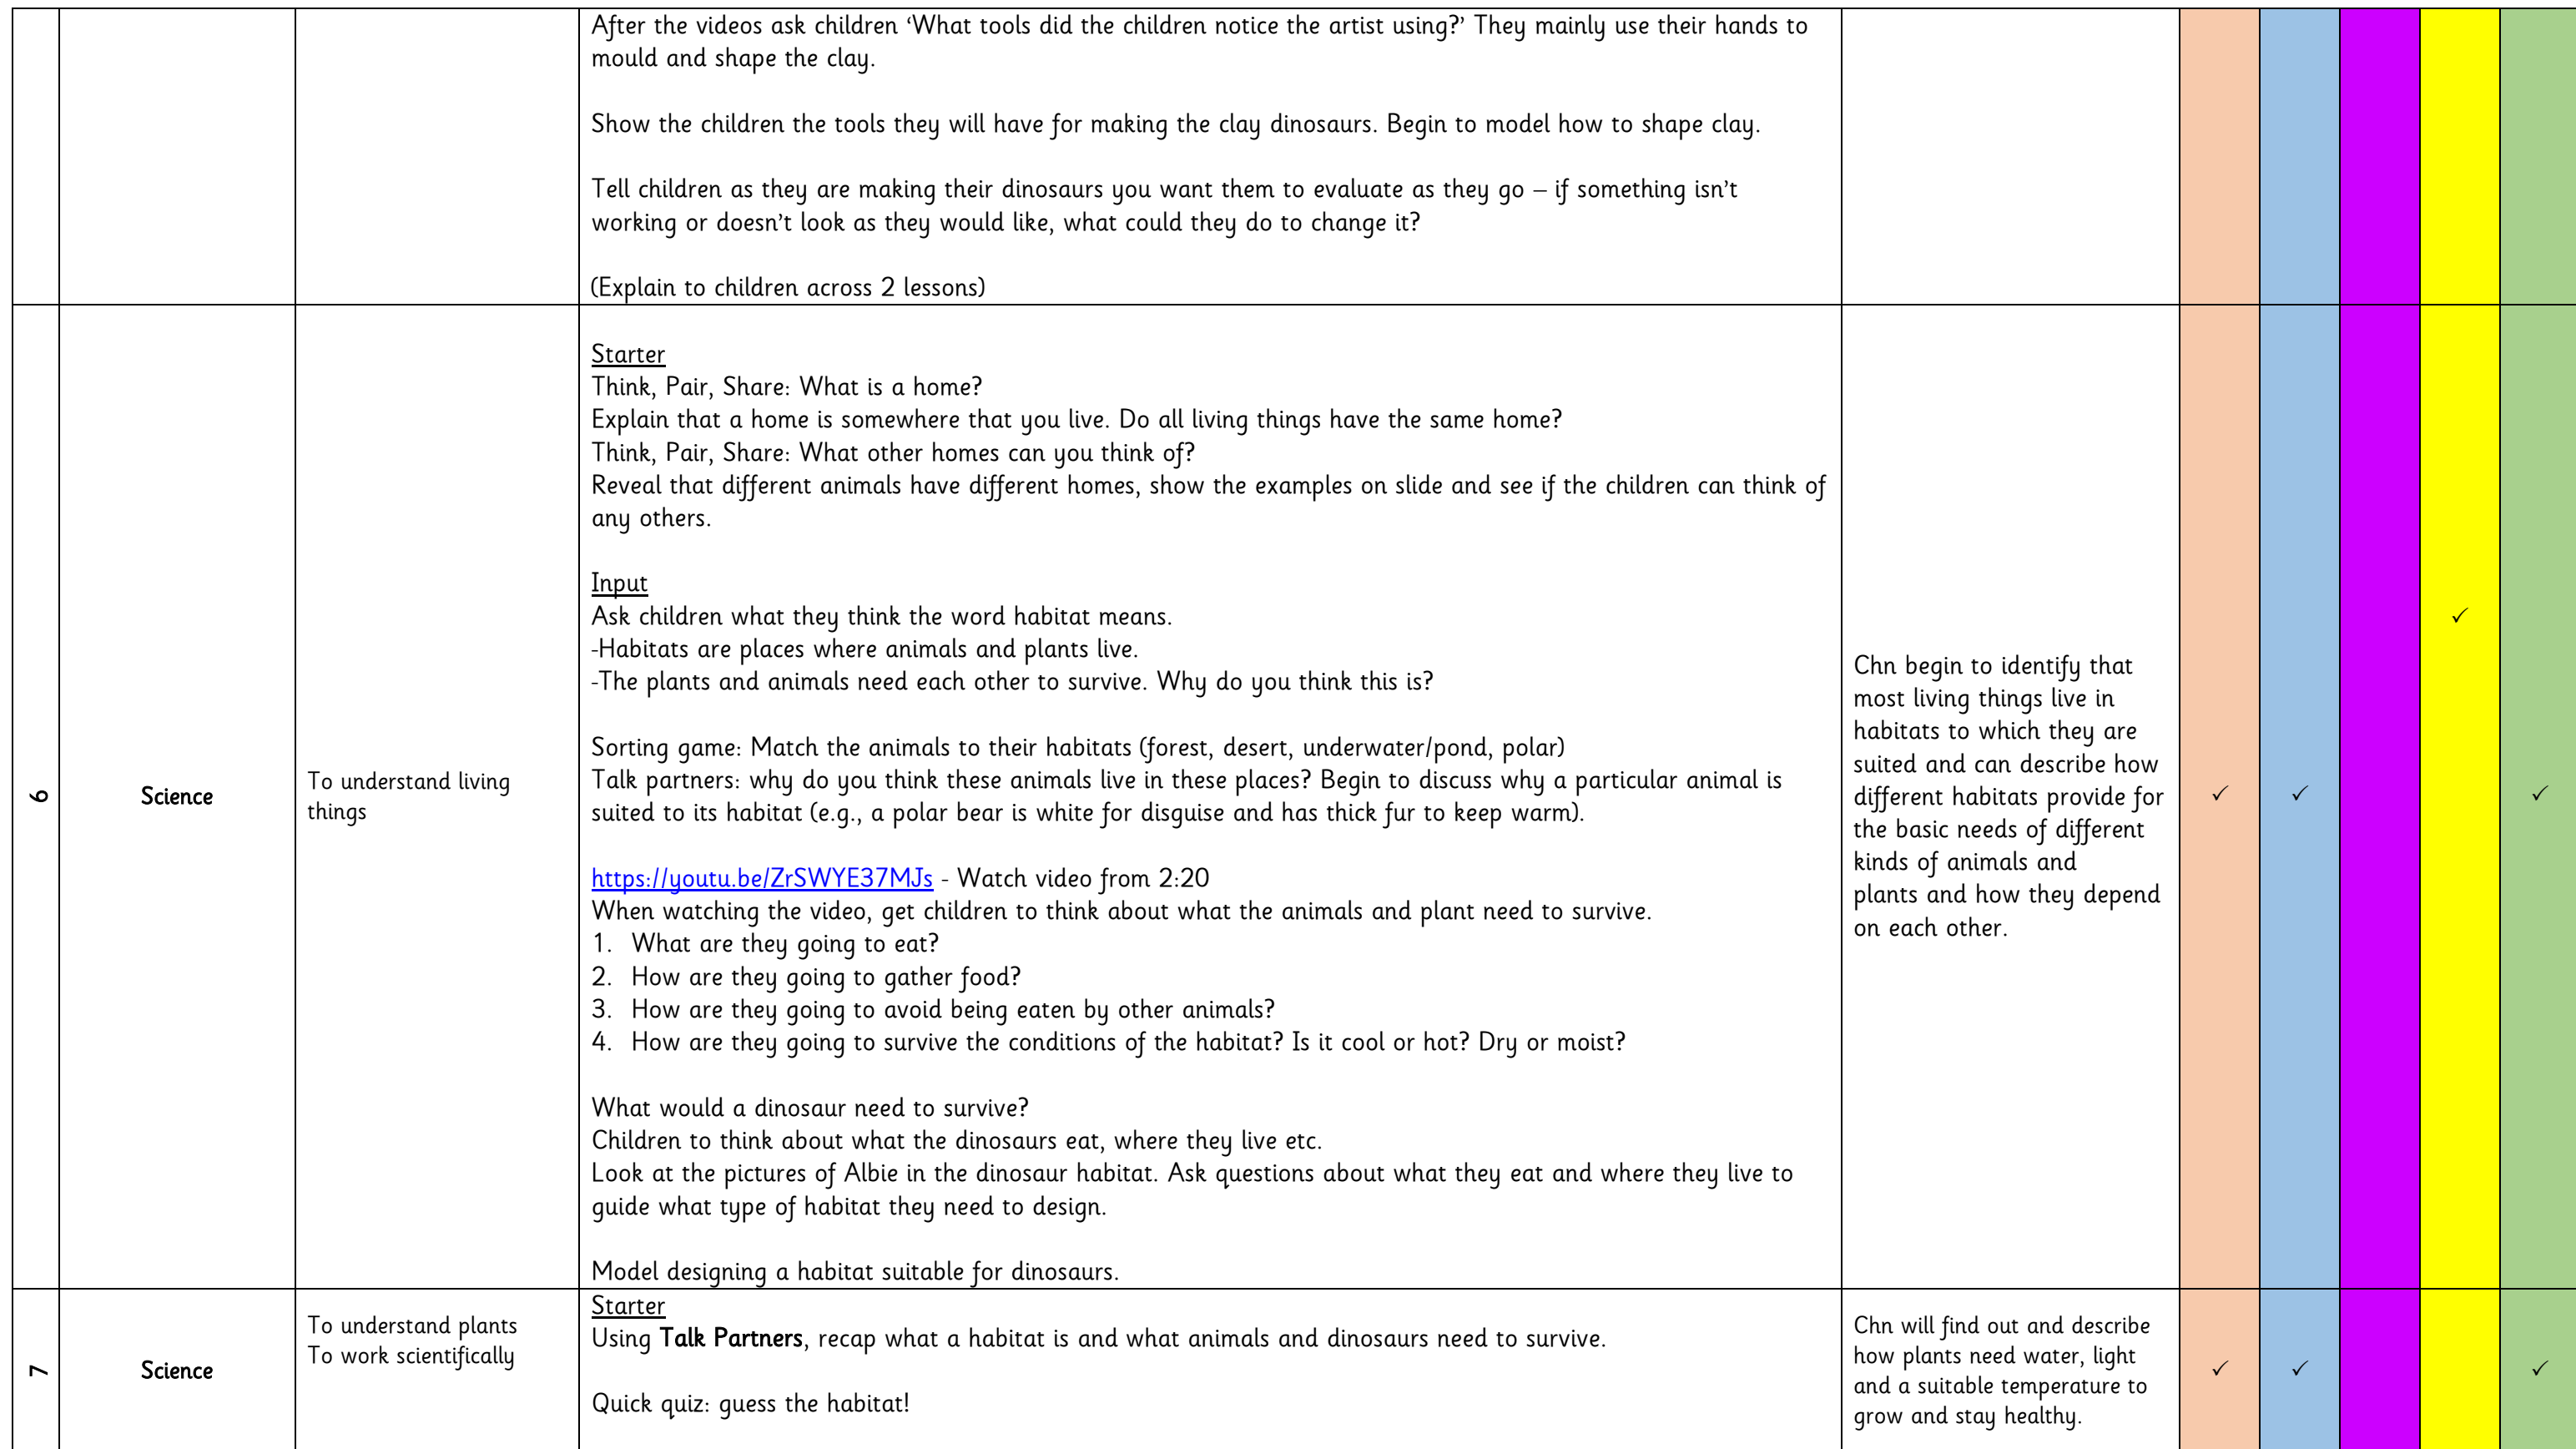 After the videos ask children ‘What tools did the children notice the artist using?’ They mainly use their hands to
mould and shape the clay.
Show the children the tools they will have for making the clay dinosaurs. Begin to model how to shape clay.
Tell children as they are making their dinosaurs you want them to evaluate as they go – if something isn’t
working or doesn’t look as they would like, what could they do to change it?
(Explain to children across 2 lessons)
6
Science
To understand living
things
Starter
Think, Pair, Share: What is a home?
Explain that a home is somewhere that you live. Do all living things have the same home?
Think, Pair, Share: What other homes can you think of?
Reveal that different animals have different homes, show the examples on slide and see if the children can think of
any others.
Input
Ask children what they think the word habitat means.
-Habitats are places where animals and plants live.
-The plants and animals need each other to survive. Why do you think this is?
Sorting game: Match the animals to their habitats (forest, desert, underwater/pond, polar)
Talk partners: why do you think these animals live in these places? Begin to discuss why a particular animal is
suited to its habitat (e.g., a polar bear is white for disguise and has thick fur to keep warm).
https://youtu.be/ZrSWYE37MJs - Watch video from 2:20
When watching the video, get children to think about what the animals and plant need to survive.
1. What are they going to eat?
2. How are they going to gather food?
3. How are they going to avoid being eaten by other animals?
4. How are they going to survive the conditions of the habitat? Is it cool or hot? Dry or moist?
What would a dinosaur need to survive?
Children to think about what the dinosaurs eat, where they live etc.
Look at the pictures of Albie in the dinosaur habitat. Ask questions about what they eat and where they live to
guide what type of habitat they need to design.
Model designing a habitat suitable for dinosaurs.
Chn begin to identify that
most living things live in
habitats to which they are
suited and can describe how
different habitats provide for
the basic needs of different
kinds of animals and
plants and how they depend
on each other.
✓
✓
✓
✓
7
Science
To understand plants
To work scientifically
Starter
Using Talk Partners, recap what a habitat is and what animals and dinosaurs need to survive.
Quick quiz: guess the habitat!
Chn will find out and describe
how plants need water, light
and a suitable temperature to
grow and stay healthy.
✓
✓
✓